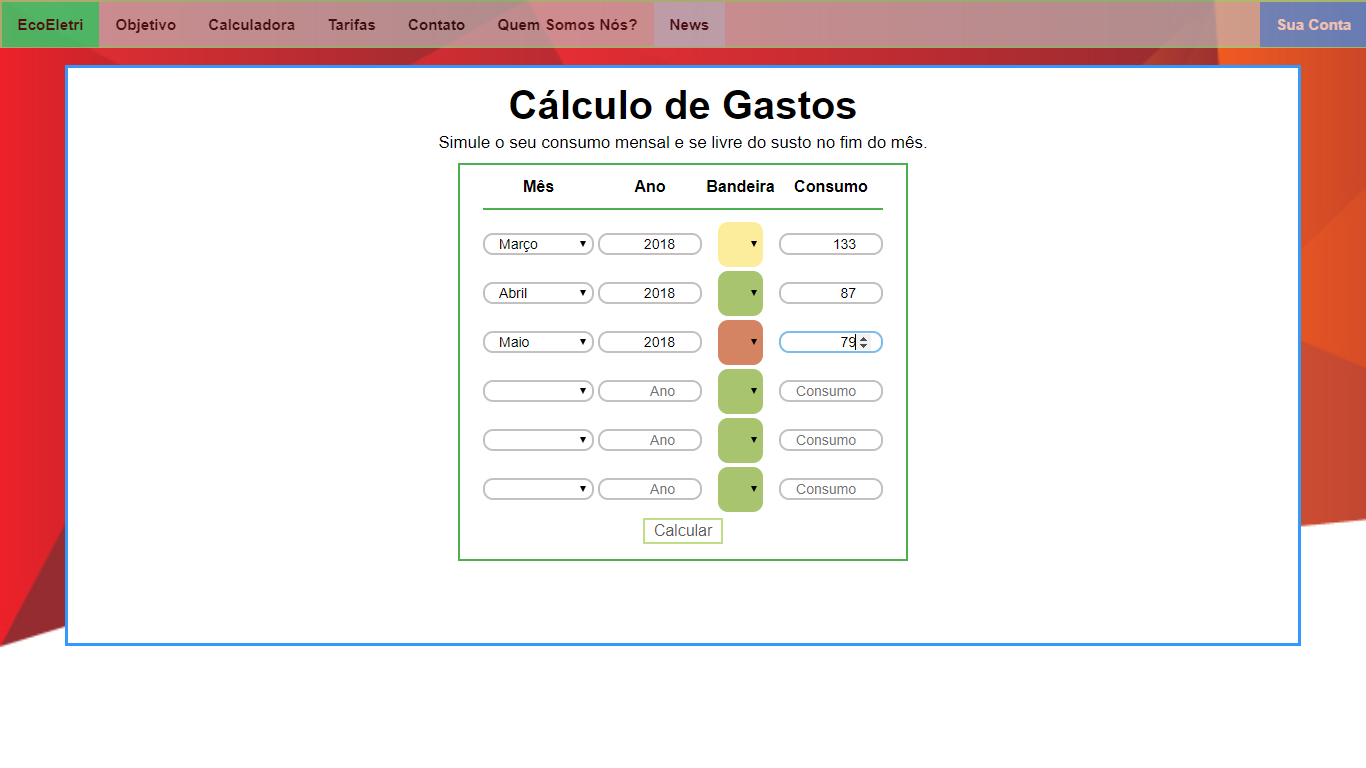 EcoEletri Objetivo Calculadora Tarifas Contato Quem Somos Nós? News Sua Conta
Cálculo de Gastos
Simule o seu consumo mensal e se livre do susto no fim do mês.
Mês Ano Bandeira Consumo
Março 2018 133
Abril 2018 87
Maio 2018 79
Ano Consumo
Ano Consumo
Ano Consumo
Calcular